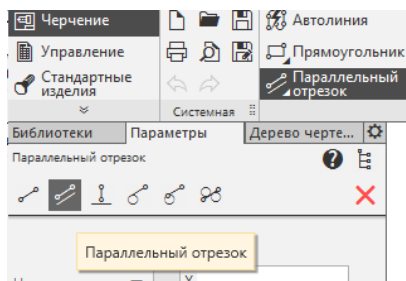 Черчение
Автолиния
Управление
Прямоугольник
Стандартные
изделия
Параллельный
отрезок
Системная
Библиотеки
Параметры
Дерево черте...
Параллельный отрезок
Параллельный отрезок
X